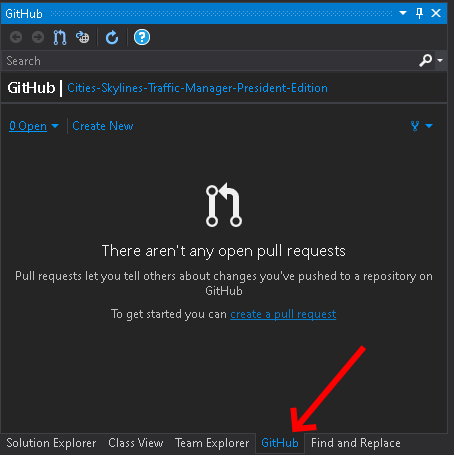 GitHub
?
Search
GitHub | Cities-Skylines-Traffic-Manager-President-Edition
0 Open | Create New
There aren't any open pull requests
Pull requests let you tell others about changes you've pushed to a repository on
GitHub
To get started you can create a pull request
Solution Explorer Class View Team Explorer GitHub Find and Replace